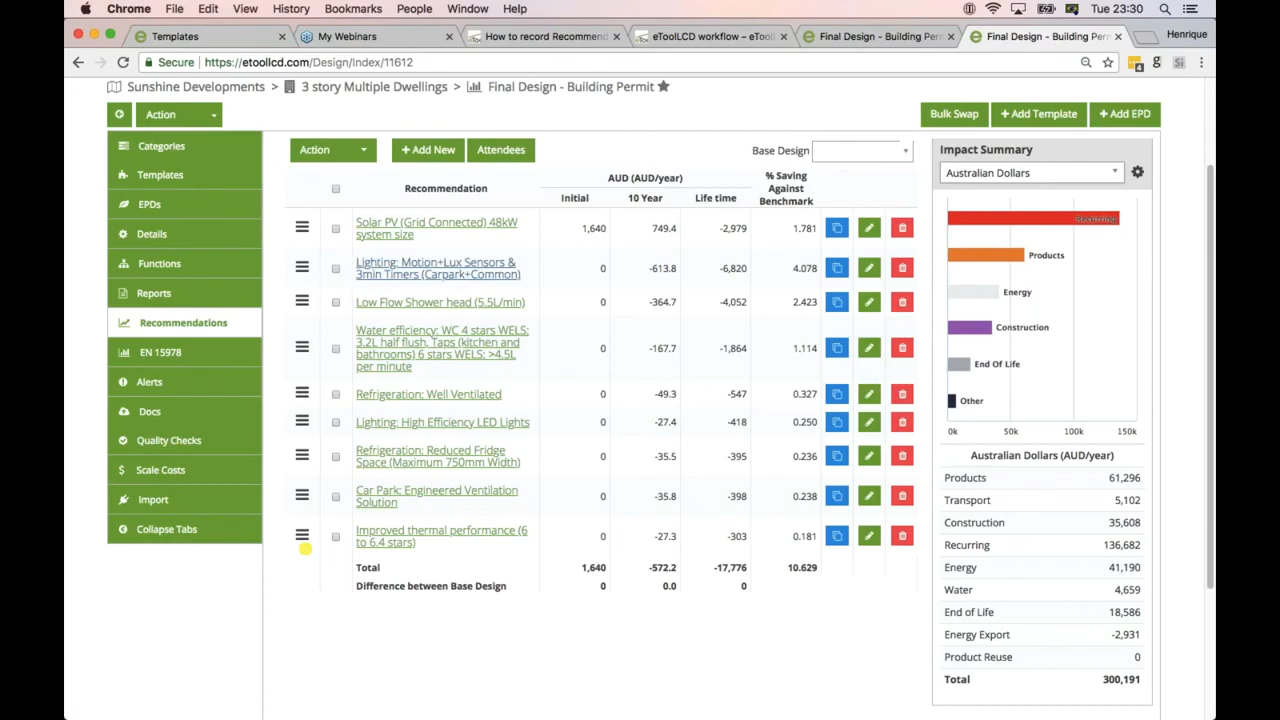 Chrome File Edit View History Bookmarks People Window Help Tue 23:30
Templates My Webinars How to record Recommend eToolLCD workflow – eTool Final Design - Building Per Final Design - Building Per Henrique
Secure https://etoollcd.com/Design/Index/11612
Sunshine Developments > 3 story Multiple Dwellings > Final Design - Building Permit
Action Bulk Swap + Add Template + Add EPD
Categories
Templates
EPDs
Details
Functions
Reports
Recommendations
EN 15978
Alerts
Docs
Quality Checks
Scale Costs
Import
Collapse Tabs
Action + Add New Attendees Base Design
Recommendation AUD (AUD/year) % Saving Against Benchmark
Initial 10 Year Life time
Solar PV (Grid Connected) 48kW
system size 1,640 749.4 -2,979 1.781
Lighting: Motion+Lux Sensors &
3min Timers (Carpark+Common) 0 -613.8 -6,820 4.078
Low Flow Shower head (5.5L/min) 0 -364.7 -4,052 2.423
Water efficiency: WC 4 stars WELS:
3.2L half flush, Taps (kitchen and
bathrooms) 6 stars WELS: >4.5L
per minute 0 -167.7 -1,864 1.114
Refrigeration: Well Ventilated 0 -49.3 -547 0.327
Lighting: High Efficiency LED Lights 0 -27.4 -418 0.250
Refrigeration: Reduced Fridge
Space (Maximum 750mm Width) 0 -35.5 -395 0.236
Car Park: Engineered Ventilation
Solution 0 -35.8 -398 0.238
Improved thermal performance (6
to 6.4 stars) 0 -27.3 -303 0.181
Total 1,640 -572.2 -17,776 10.629
Difference between Base Design 0 0.0 0
Impact Summary
Australian Dollars
Recurring
Products
Energy
Construction
End Of Life
Other
0k 50k 100k 150k
Australian Dollars (AUD/year)
Products 61,296
Transport 5,102
Construction 35,608
Recurring 136,682
Energy 41,190
Water 4,659
End of Life 18,586
Energy Export -2,931
Product Reuse 0
Total 300,191